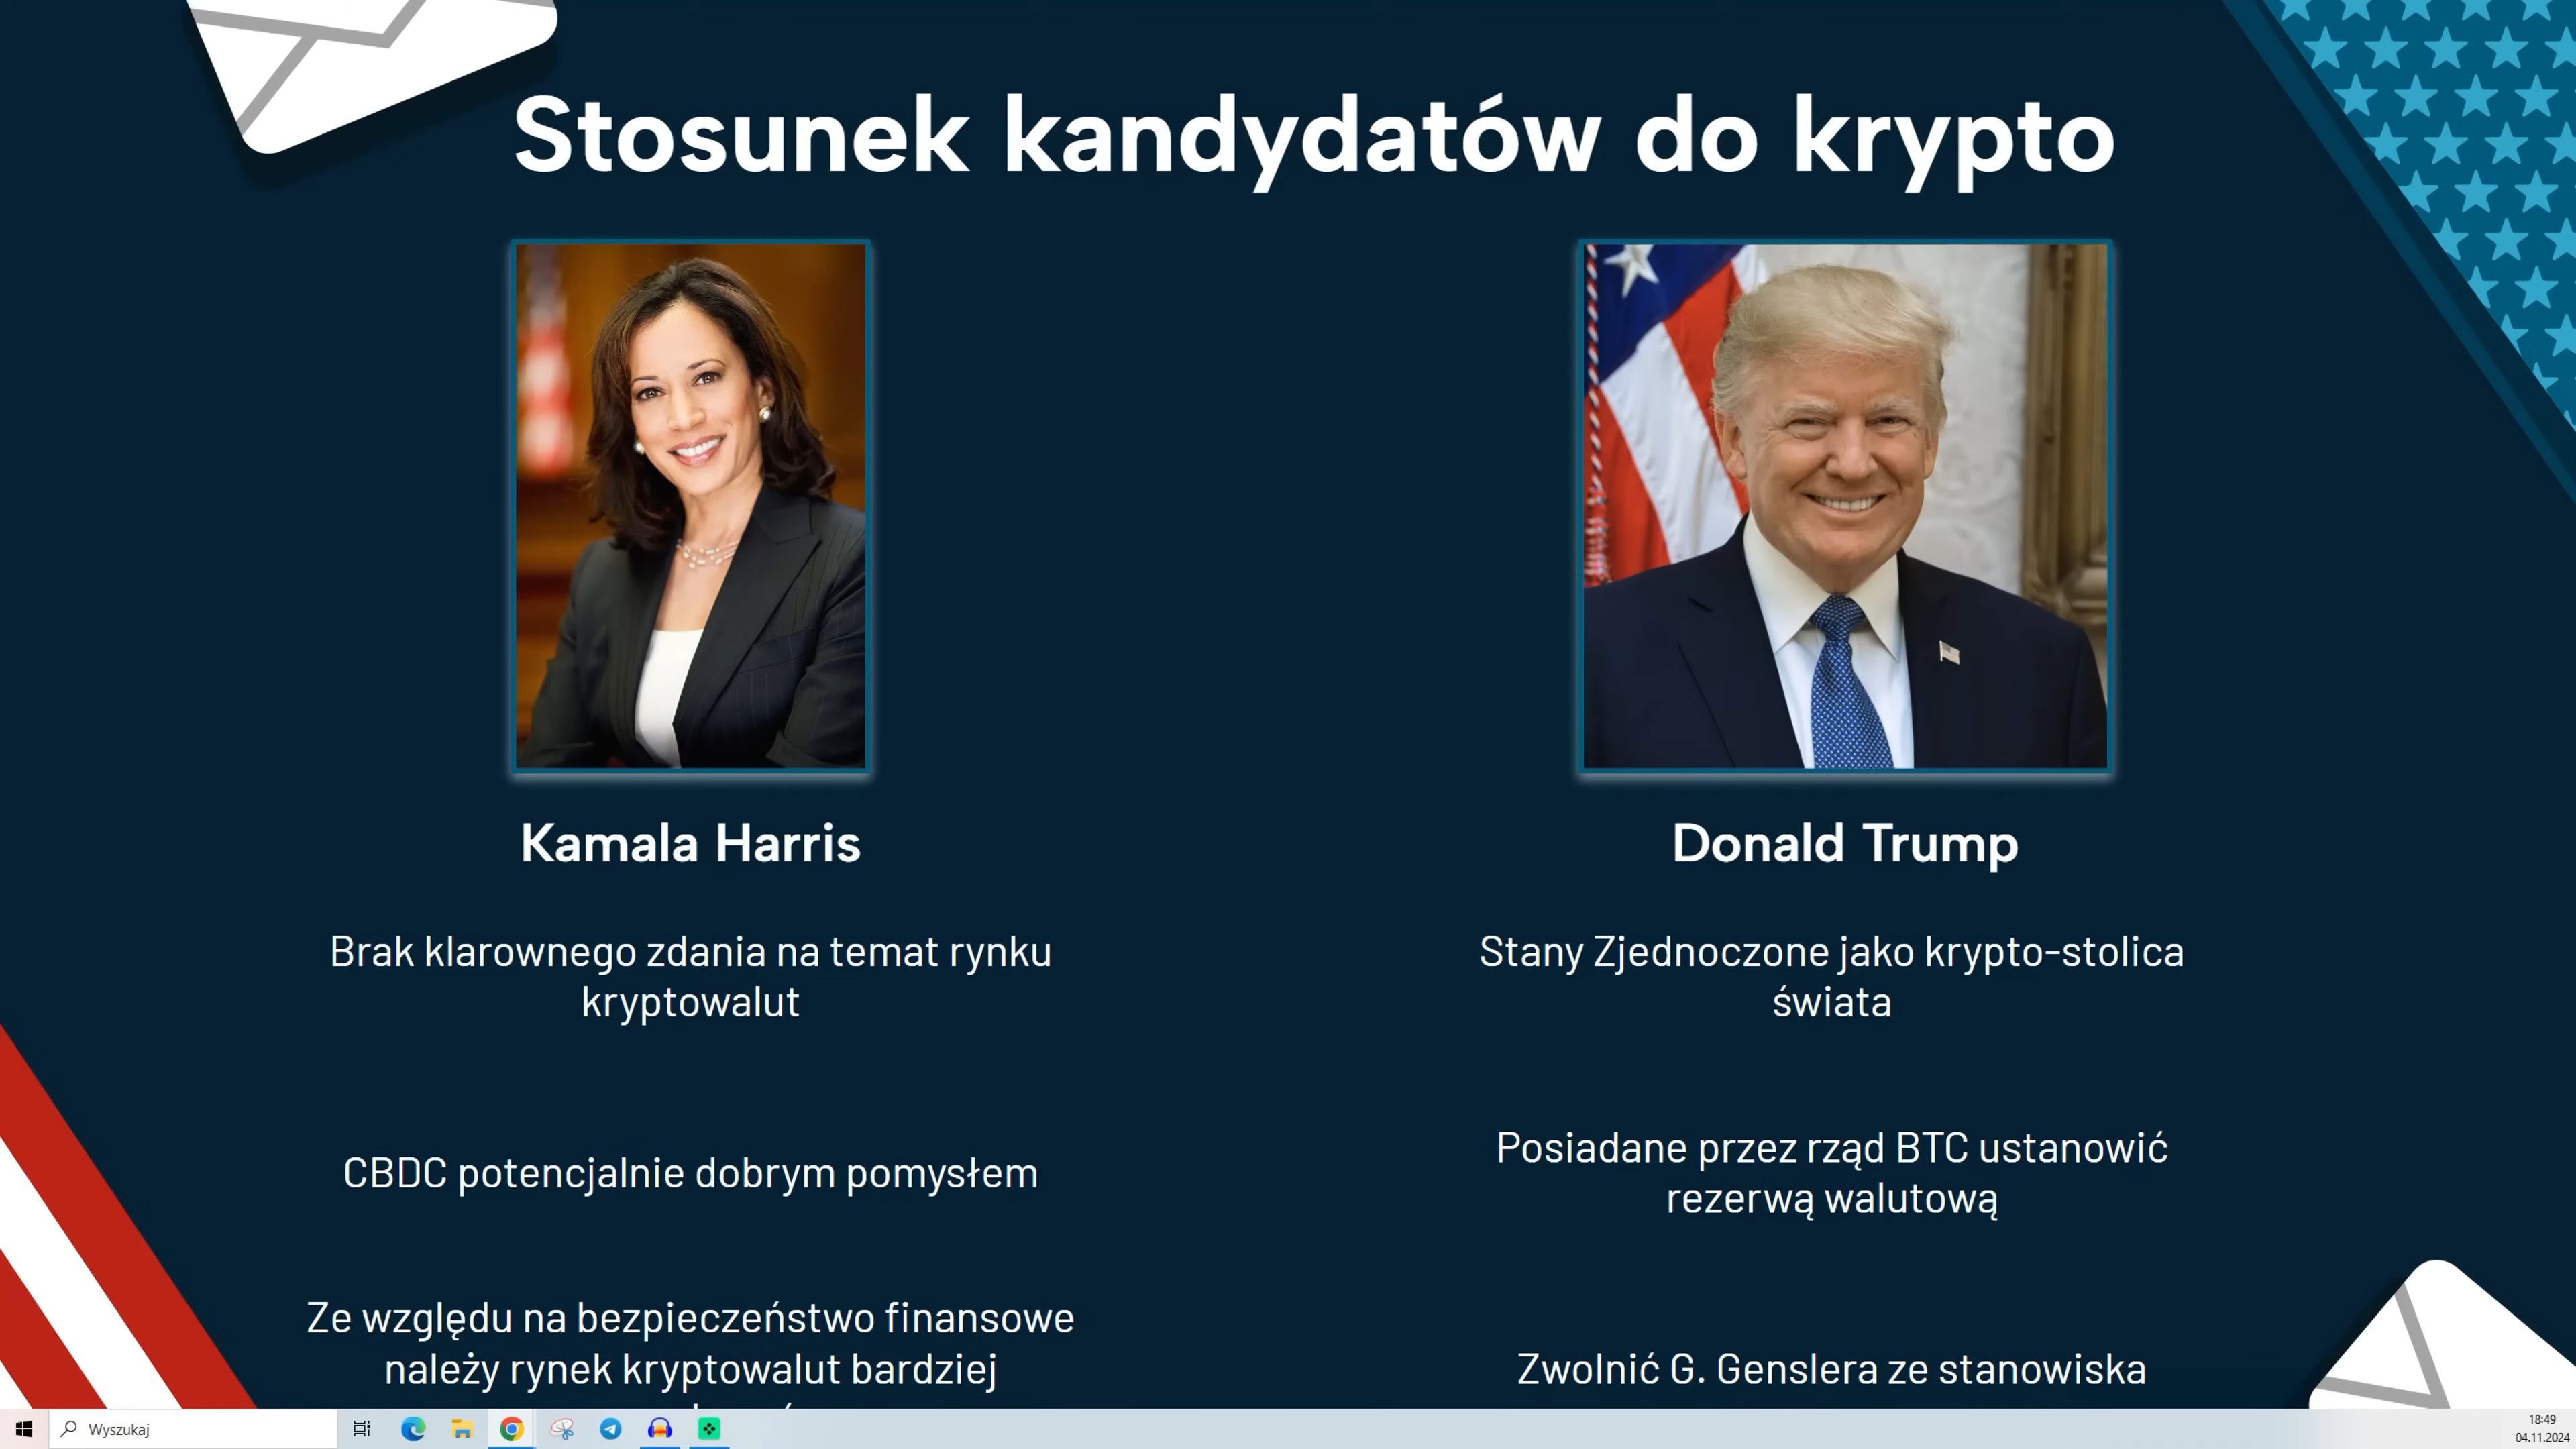 Stosunek kandydatów do krypto
Kamala Harris
Brak klarownego zdania na temat rynku
kryptowalut
CBDC potencjalnie dobrym pomysłem
Ze względu na bezpieczeństwo finansowe
należy rynek kryptowalut bardziej
Donald Trump
Stany Zjednoczone jako krypto-stolica
świata
Posiadane przez rząd BTC ustanowić
rezerwą walutową
Zwolnić G. Genslera ze stanowiska
Wyszukaj
18:49
04.11.2024